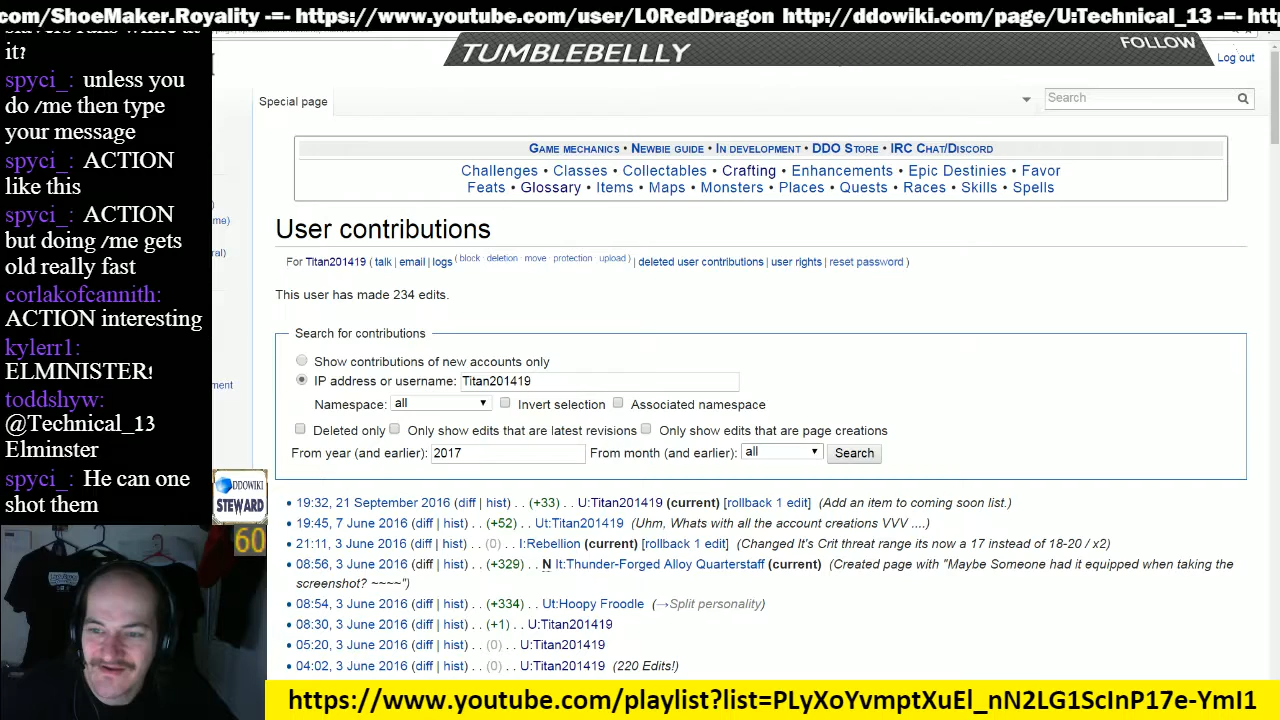 com/ShoeMaker.Royality -=- https://www.youtube.com/user/L0RedDragon http://ddowiki.com/page/U:Technical_13 -=- htt
it?
spyci_: unless you
do /me then type
your message
spyci_: ACTION
like this
spyci_: ACTION
but doing /me gets
old really fast
corlakofcannith:
ACTION interesting
kylerr1:
ELMINISTER!
toddshyw:
@Technical_13
Elminster
spyci_: He can one
shot them
TUMBLEBELLLY
FOLLOW
Log out
Special page
Search
GAME MECHANICS • NEWBIE GUIDE • IN DEVELOPMENT • DDO STORE • IRC CHAT/DISCORD
Challenges • Classes • Collectables • Crafting • Enhancements • Epic Destinies • Favor
Feats • Glossary • Items • Maps • Monsters • Places • Quests • Races • Skills • Spells
me)
ral)
ment
User contributions
For Titan201419 (talk | email | logs (block · deletion · move · protection · upload) | deleted user contributions | user rights | reset password)
This user has made 234 edits.
Search for contributions
Show contributions of new accounts only
IP address or username: Titan201419
Namespace: all Invert selection Associated namespace
Deleted only Only show edits that are latest revisions Only show edits that are page creations
From year (and earlier): 2017 From month (and earlier): all Search
• 19:32, 21 September 2016 (diff | hist) . . (+33) . . U:Titan201419 (current) [rollback 1 edit] (Add an item to coming soon list.)
• 19:45, 7 June 2016 (diff | hist) . . (+52) . . Ut:Titan201419 (Uhm, Whats with all the account creations VVV ....)
• 21:11, 3 June 2016 (diff | hist) . . (0) . . I:Rebellion (current) [rollback 1 edit] (Changed It's Crit threat range its now a 17 instead of 18-20 / x2)
• 08:56, 3 June 2016 (diff | hist) . . (+329) . . N It:Thunder-Forged Alloy Quarterstaff (current) (Created page with "Maybe Someone had it equipped when taking the
screenshot? ~~~~")
• 08:54, 3 June 2016 (diff | hist) . . (+334) . . Ut:Hoopy Froodle (→Split personality)
• 08:30, 3 June 2016 (diff | hist) . . (+1) . . U:Titan201419
• 05:20, 3 June 2016 (diff | hist) . . (0) . . U:Titan201419
• 04:02, 3 June 2016 (diff | hist) . . (0) . . U:Titan201419 (220 Edits!)
DDOWIKI
STEWARD
60
https://www.youtube.com/playlist?list=PLyXoYvmptXuEl_nN2LG1ScInP17e-YmI1